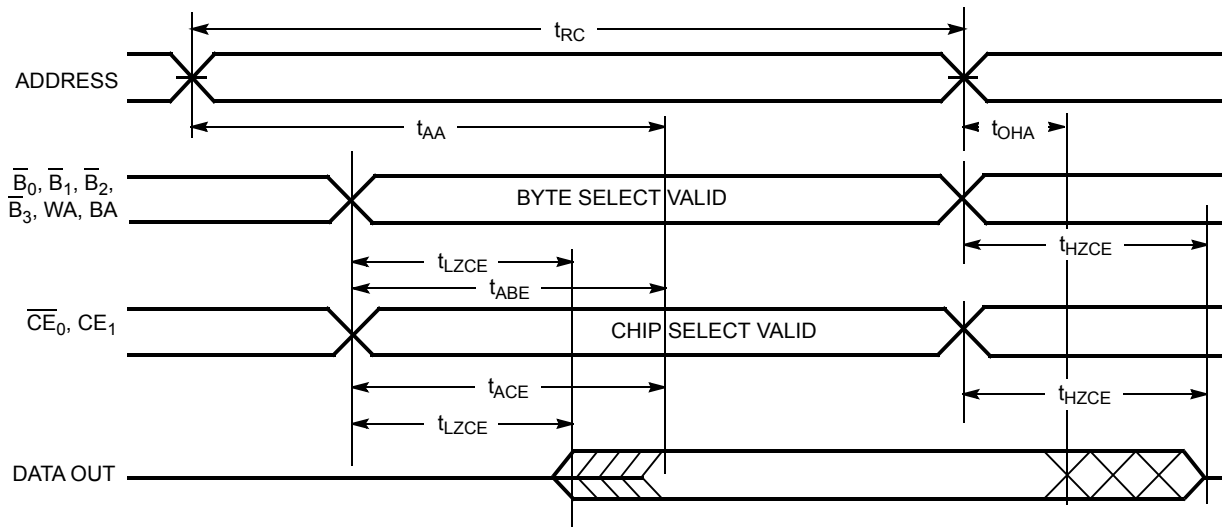 tRC
ADDRESS
tAA
tOHA
B̅0, B̅1, B̅2,
B̅3, WA, BA
BYTE SELECT VALID
tLZCE
tHZCE
tABE
C̅E̅0, CE1
CHIP SELECT VALID
tACE
tHZCE
tLZCE
DATA OUT